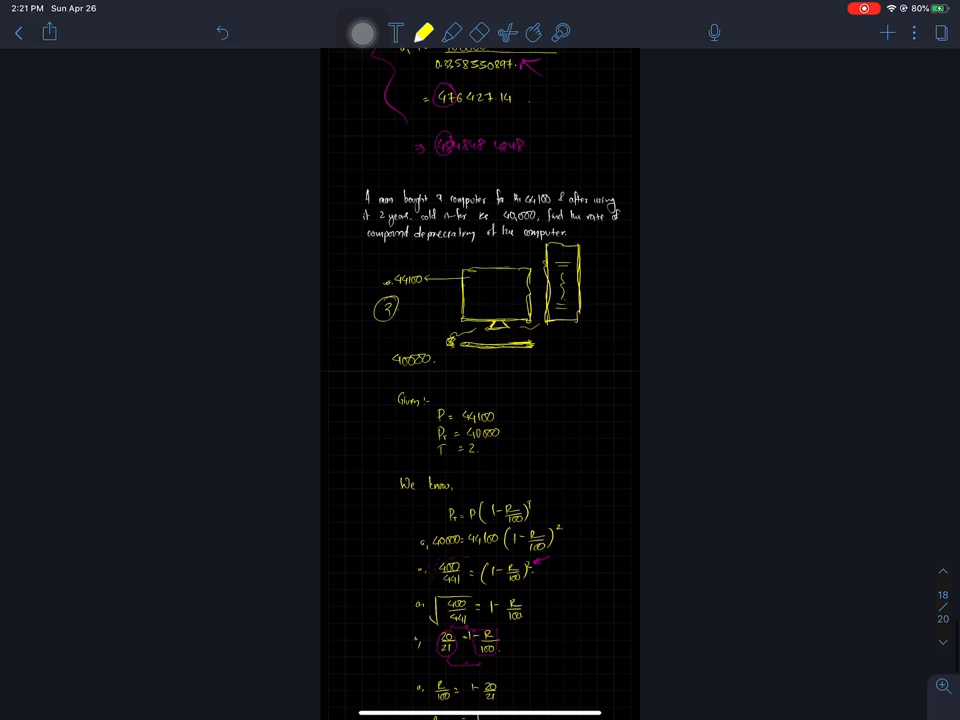 2:21 PM Sun Apr 26
80%
T
0.3358330297.
= 476427.14
A man bought a computer for Rs 44100 & after using
it 2 years. sold it for Rs 40,000, find the rate of
compound depreciation of the computer.
44100
3
40000.
Given :-
P = 44100
PT = 40000
T = 2.
We know,
PT = P(1 - R/100)^T
or, 40000 = 44100 (1 - R/100)^2
or, 400/441 = (1 - R/100)^2.
or, √400/441 = 1 - R/100
or, 20/21 = 1 - R/100.
or, R/100 = 1 - 20/21
18
/
20